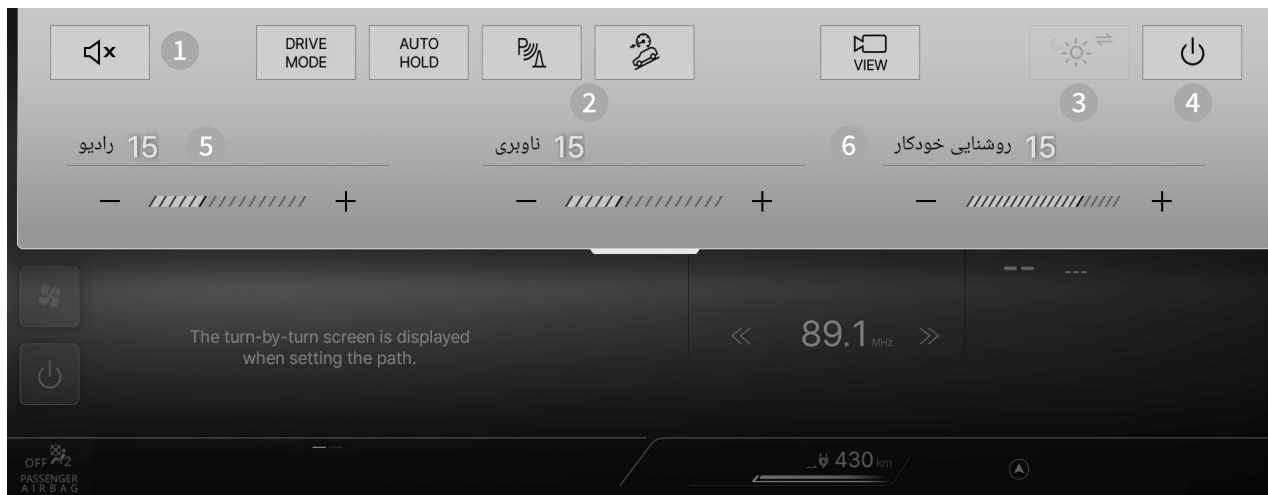 1
DRIVE MODE
AUTO HOLD
P
VIEW
2
3
4
رادیو 15
5
ناوبری 15
6
روشنایی خودکار 15
The turn-by-turn screen is displayed
when setting the path.
89.1 MHz
-- ---
OFF 2
PASSENGER
AIRBAG
430 km